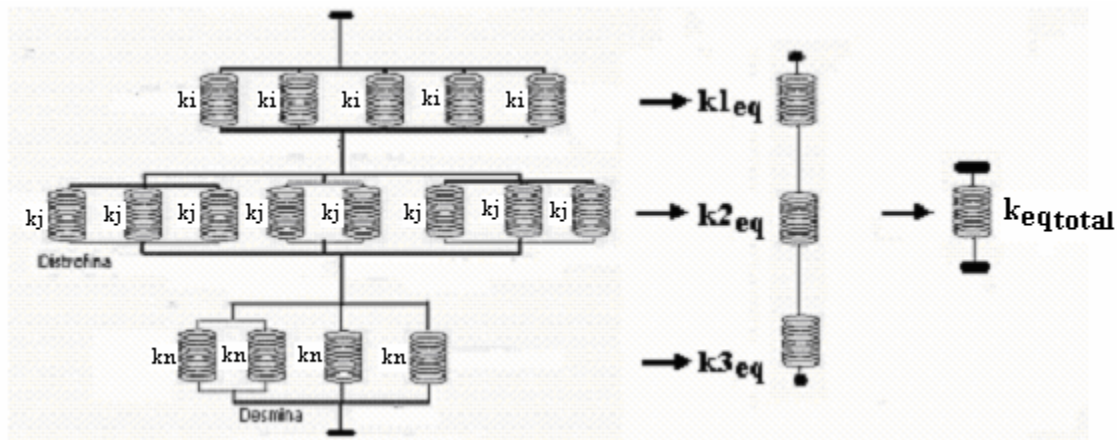 ki ki ki ki ki
k1eq
kj kj kj kj kj kj kj kj
k2eq
keqtotal
Distrofina
kn kn kn kn
k3eq
Desmina